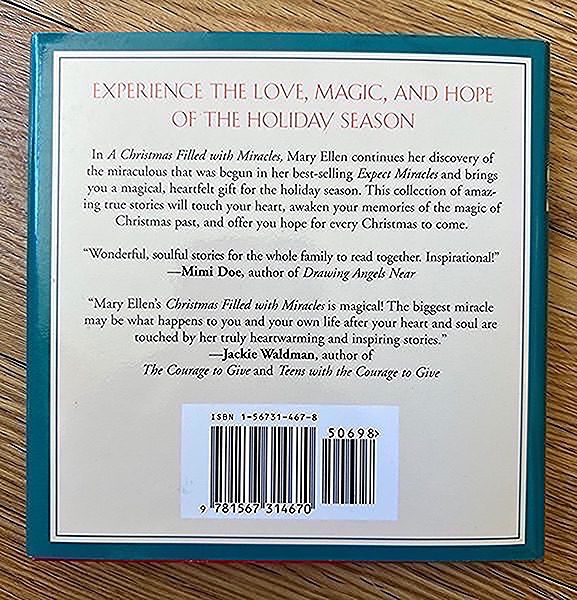 EXPERIENCE THE LOVE, MAGIC, AND HOPE
OF THE HOLIDAY SEASON
In A Christmas Filled with Miracles, Mary Ellen continues her discovery of
the miraculous that was begun in her best-selling Expect Miracles and brings
you a magical, heartfelt gift for the holiday season. This collection of amaz-
ing true stories will touch your heart, awaken your memories of the magic of
Christmas past, and offer you hope for every Christmas to come.
“Wonderful, soulful stories for the whole family to read together. Inspirational!”
—Mimi Doe, author of Drawing Angels Near
“Mary Ellen’s Christmas Filled with Miracles is magical! The biggest miracle
may be what happens to you and your own life after your heart and soul are
touched by her truly heartwarming and inspiring stories.”
—Jackie Waldman, author of
The Courage to Give and Teens with the Courage to Give
ISBN 1-56731-467-8
50698>
9 781567 314670